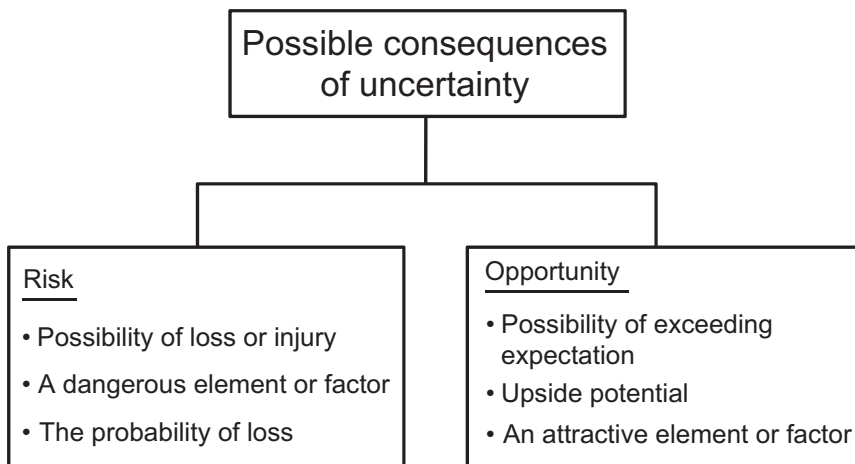 Possible consequences
of uncertainty
Risk
• Possibility of loss or injury
• A dangerous element or factor
• The probability of loss
Opportunity
• Possibility of exceeding
expectation
• Upside potential
• An attractive element or factor